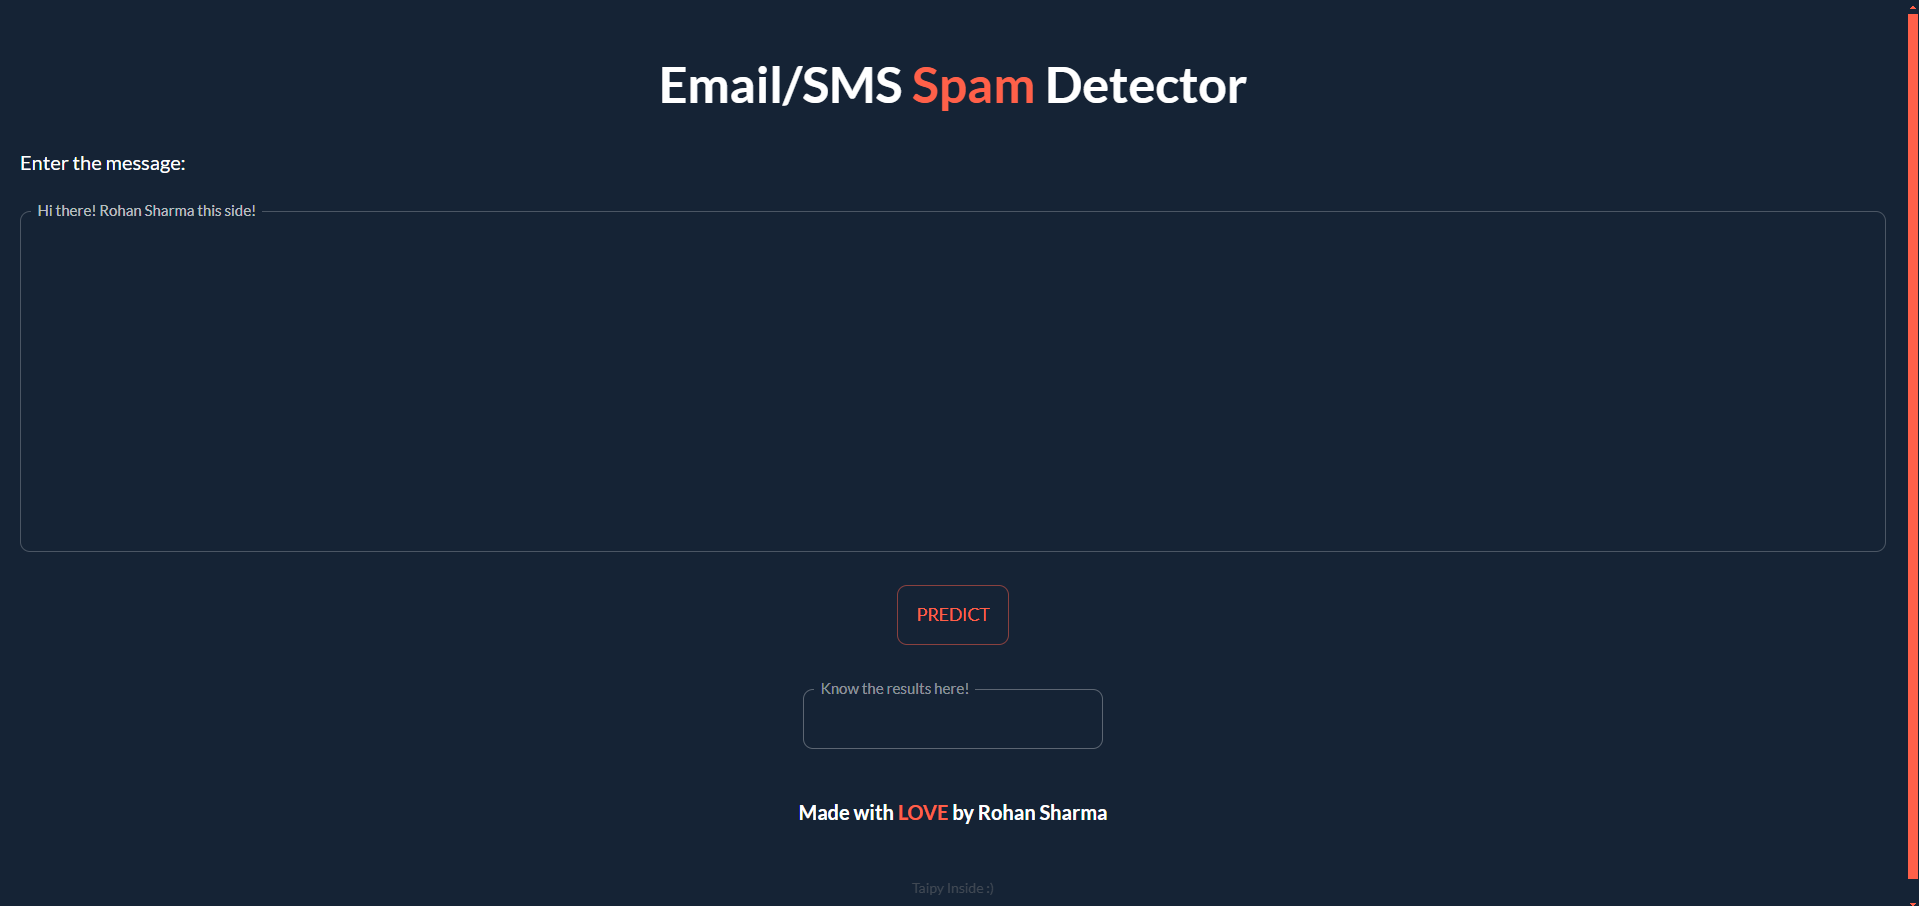 Email/SMS Spam Detector
Enter the message:
Hi there! Rohan Sharma this side!
PREDICT
Know the results here!
Made with LOVE by Rohan Sharma
Taipy Inside :)